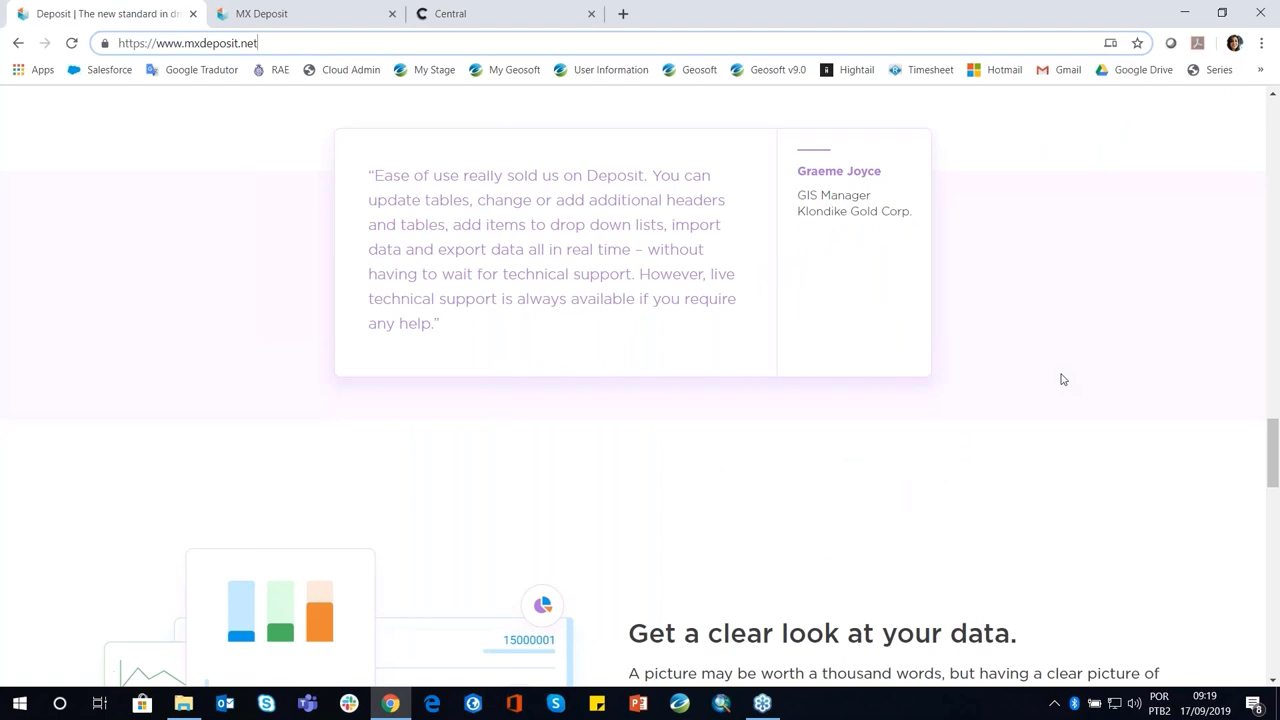 Deposit | The new standard in dr
MX Deposit
Central
https://www.mxdeposit.net
Apps
Salesforce
Google Tradutor
RAE
Cloud Admin
My Stage
My Geosoft
User Information
Geosoft
Geosoft v9.0
Hightail
Timesheet
Hotmail
Gmail
Google Drive
Series
»
“Ease of use really sold us on Deposit. You can
update tables, change or add additional headers
and tables, add items to drop down lists, import
data and export data all in real time – without
having to wait for technical support. However, live
technical support is always available if you require
any help.”
Graeme Joyce
GIS Manager
Klondike Gold Corp.
15000001
Get a clear look at your data.
A picture may be worth a thousand words, but having a clear picture of
POR
PTB2
09:19
17/09/2019
8